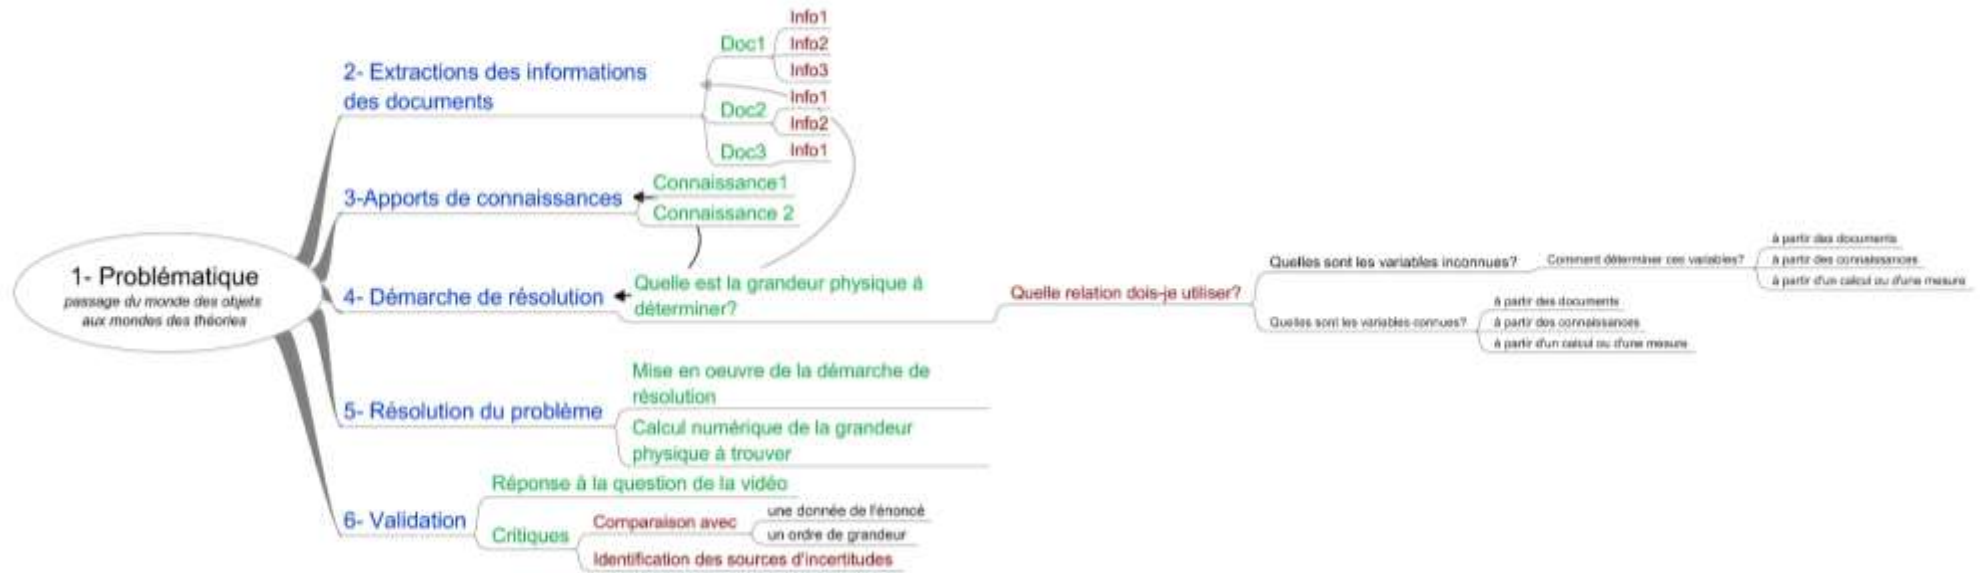 1- Problématique
passage du monde des objets
aux mondes des théories
2- Extractions des informations
des documents
Doc1
Info1
Info2
Info3
Doc2
Info1
Info2
Doc3
Info1
3-Apports de connaissances
Connaissance1
Connaissance 2
4- Démarche de résolution
Quelle est la grandeur physique à
déterminer?
Quelle relation dois-je utiliser?
Quelles sont les variables inconnues?
Comment déterminer ces variables?
à partir des documents
à partir des connaissances
à partir d'un calcul ou d'une mesure
Quelles sont les variables connues?
à partir des documents
à partir des connaissances
à partir d'un calcul ou d'une mesure
5- Résolution du problème
Mise en oeuvre de la démarche de
résolution
Calcul numérique de la grandeur
physique à trouver
6- Validation
Réponse à la question de la vidéo
Critiques
Comparaison avec
une donnée de l'énoncé
un ordre de grandeur
Identification des sources d'incertitudes